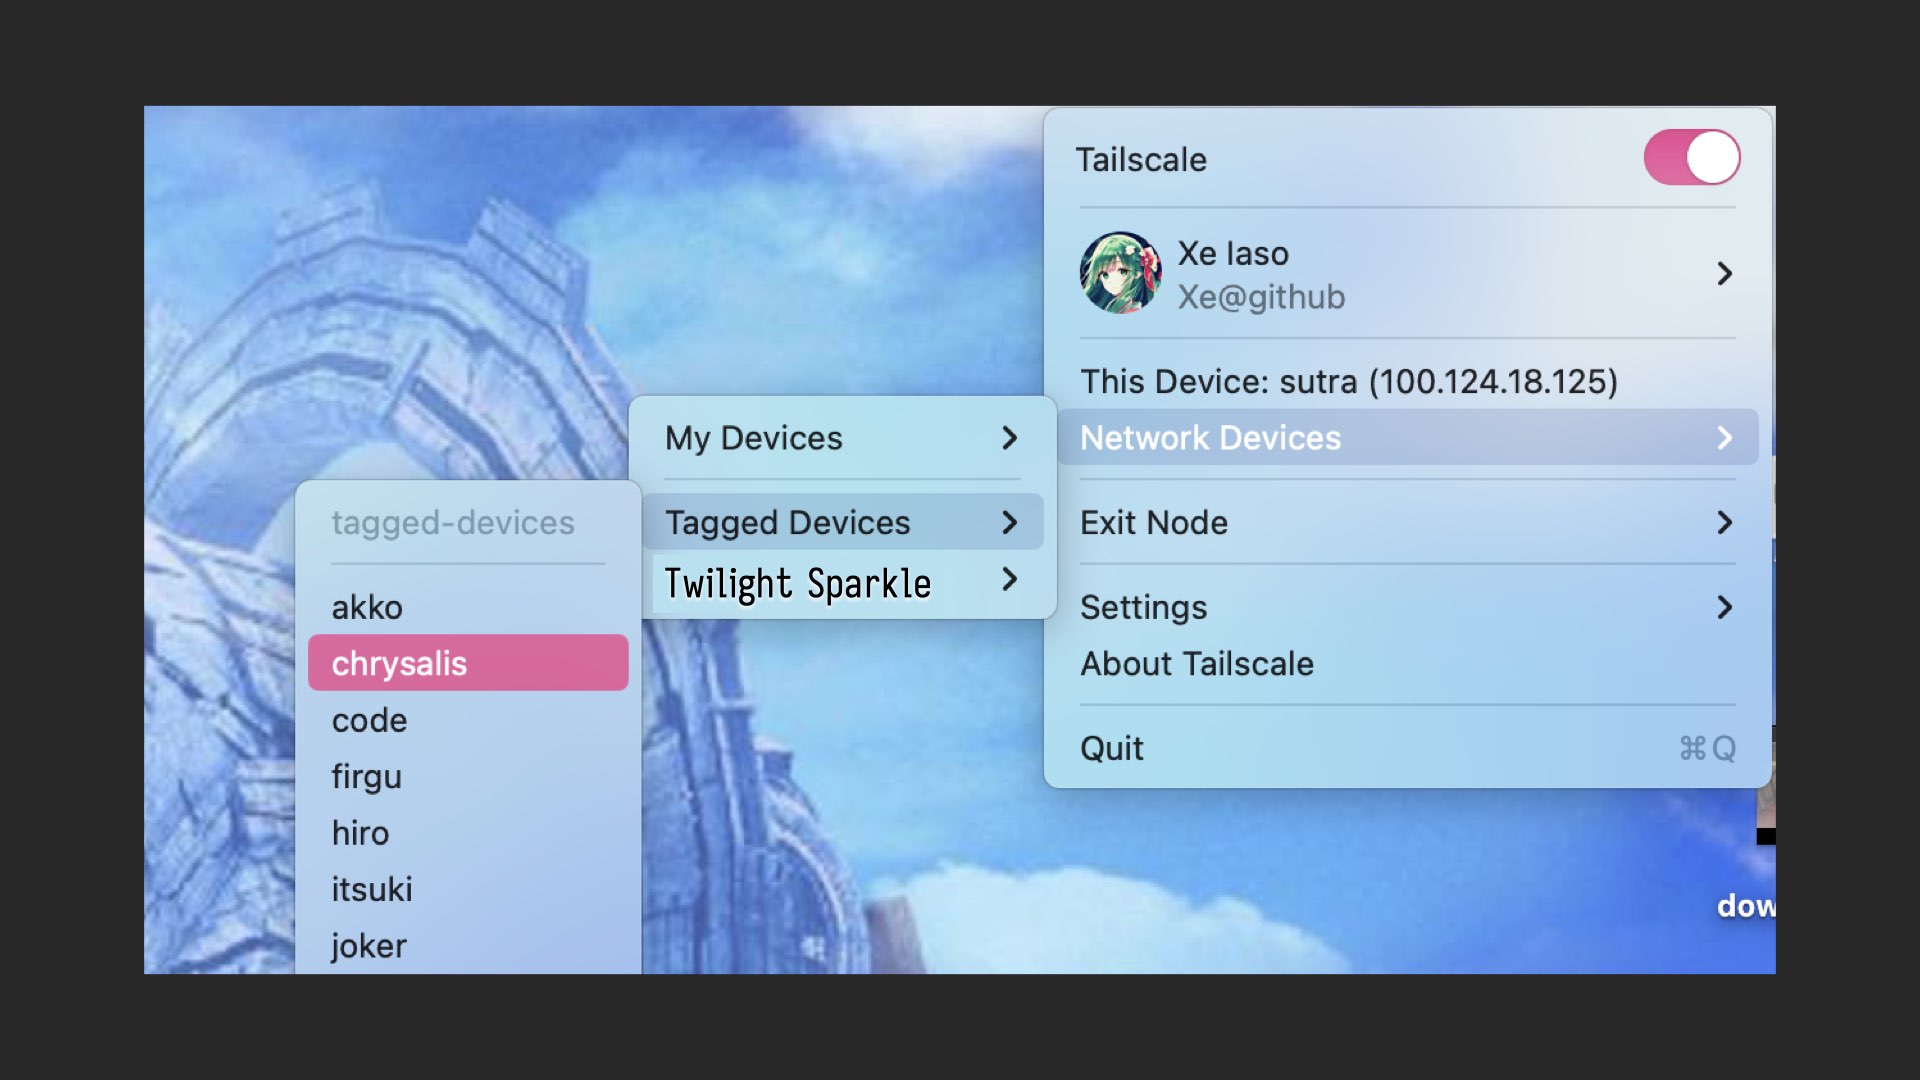 Tailscale
Xe Iaso
Xe@github
This Device: sutra (100.124.18.125)
Network Devices
Exit Node
Settings
About Tailscale
Quit ⌘Q
My Devices
Tagged Devices
Twilight Sparkle
tagged-devices
akko
chrysalis
code
firgu
hiro
itsuki
joker
dow